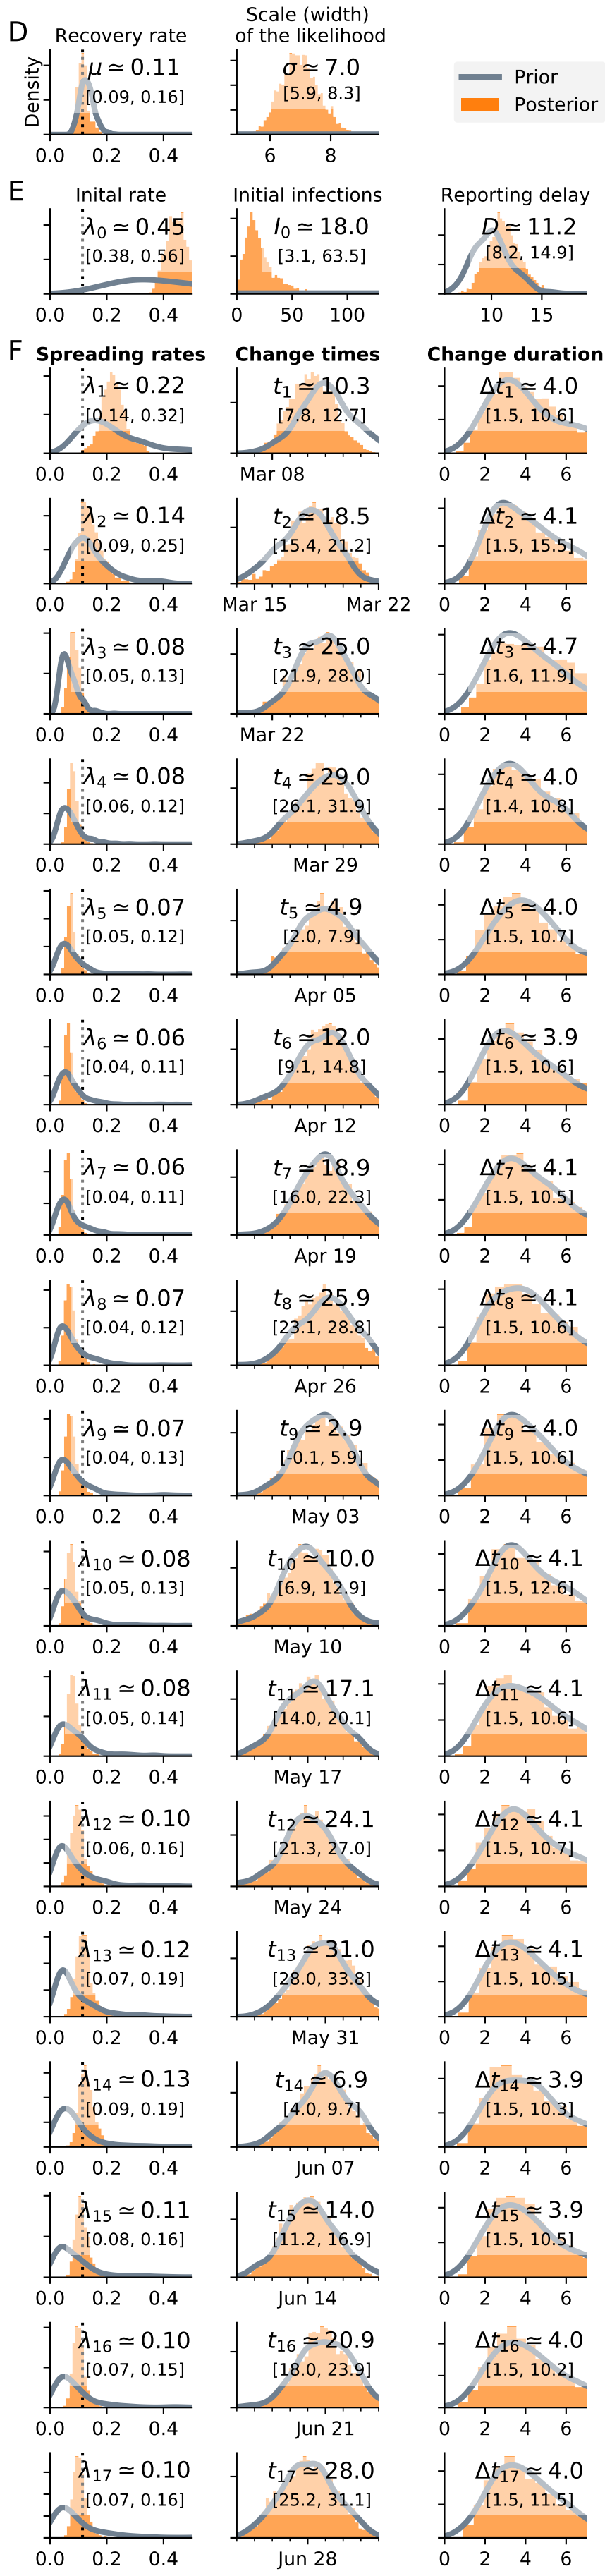 D
Recovery rate
Scale (width)
of the likelihood
Density
μ ≃ 0.11
[0.09, 0.16]
0.0 0.2 0.4
σ ≃ 7.0
[5.9, 8.3]
6 8
Prior
Posterior
E
Inital rate
λ0 ≃ 0.45
[0.38, 0.56]
0.0 0.2 0.4
Initial infections
I0 ≃ 18.0
[3.1, 63.5]
0 50 100
Reporting delay
D ≃ 11.2
[8.2, 14.9]
10 15
F
Spreading rates
Change times
Change duration
λ1 ≃ 0.22
[0.14, 0.32]
0.0 0.2 0.4
t1 ≃ 10.3
[7.8, 12.7]
Mar 08
Δt1 ≃ 4.0
[1.5, 10.6]
0 2 4 6
λ2 ≃ 0.14
[0.09, 0.25]
0.0 0.2 0.4
t2 ≃ 18.5
[15.4, 21.2]
Mar 15 Mar 22
Δt2 ≃ 4.1
[1.5, 15.5]
0 2 4 6
λ3 ≃ 0.08
[0.05, 0.13]
0.0 0.2 0.4
t3 ≃ 25.0
[21.9, 28.0]
Mar 22
Δt3 ≃ 4.7
[1.6, 11.9]
0 2 4 6
λ4 ≃ 0.08
[0.06, 0.12]
0.0 0.2 0.4
t4 ≃ 29.0
[26.1, 31.9]
Mar 29
Δt4 ≃ 4.0
[1.4, 10.8]
0 2 4 6
λ5 ≃ 0.07
[0.05, 0.12]
0.0 0.2 0.4
t5 ≃ 4.9
[2.0, 7.9]
Apr 05
Δt5 ≃ 4.0
[1.5, 10.7]
0 2 4 6
λ6 ≃ 0.06
[0.04, 0.11]
0.0 0.2 0.4
t6 ≃ 12.0
[9.1, 14.8]
Apr 12
Δt6 ≃ 3.9
[1.5, 10.6]
0 2 4 6
λ7 ≃ 0.06
[0.04, 0.11]
0.0 0.2 0.4
t7 ≃ 18.9
[16.0, 22.3]
Apr 19
Δt7 ≃ 4.1
[1.5, 10.5]
0 2 4 6
λ8 ≃ 0.07
[0.04, 0.12]
0.0 0.2 0.4
t8 ≃ 25.9
[23.1, 28.8]
Apr 26
Δt8 ≃ 4.1
[1.5, 10.6]
0 2 4 6
λ9 ≃ 0.07
[0.04, 0.13]
0.0 0.2 0.4
t9 ≃ 2.9
[-0.1, 5.9]
May 03
Δt9 ≃ 4.0
[1.5, 10.6]
0 2 4 6
λ10 ≃ 0.08
[0.05, 0.13]
0.0 0.2 0.4
t10 ≃ 10.0
[6.9, 12.9]
May 10
Δt10 ≃ 4.1
[1.5, 12.6]
0 2 4 6
λ11 ≃ 0.08
[0.05, 0.14]
0.0 0.2 0.4
t11 ≃ 17.1
[14.0, 20.1]
May 17
Δt11 ≃ 4.1
[1.5, 10.6]
0 2 4 6
λ12 ≃ 0.10
[0.06, 0.16]
0.0 0.2 0.4
t12 ≃ 24.1
[21.3, 27.0]
May 24
Δt12 ≃ 4.1
[1.5, 10.7]
0 2 4 6
λ13 ≃ 0.12
[0.07, 0.19]
0.0 0.2 0.4
t13 ≃ 31.0
[28.0, 33.8]
May 31
Δt13 ≃ 4.1
[1.5, 10.5]
0 2 4 6
λ14 ≃ 0.13
[0.09, 0.19]
0.0 0.2 0.4
t14 ≃ 6.9
[4.0, 9.7]
Jun 07
Δt14 ≃ 3.9
[1.5, 10.3]
0 2 4 6
λ15 ≃ 0.11
[0.08, 0.16]
0.0 0.2 0.4
t15 ≃ 14.0
[11.2, 16.9]
Jun 14
Δt15 ≃ 3.9
[1.5, 10.5]
0 2 4 6
λ16 ≃ 0.10
[0.07, 0.15]
0.0 0.2 0.4
t16 ≃ 20.9
[18.0, 23.9]
Jun 21
Δt16 ≃ 4.0
[1.5, 10.2]
0 2 4 6
λ17 ≃ 0.10
[0.07, 0.16]
0.0 0.2 0.4
t17 ≃ 28.0
[25.2, 31.1]
Jun 28
Δt17 ≃ 4.0
[1.5, 11.5]
0 2 4 6